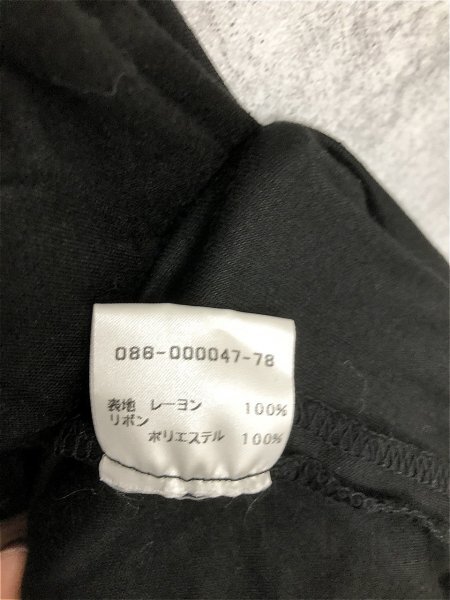 088-000047-78
表地 レーヨン 100%
リボン
ポリエステル 100%